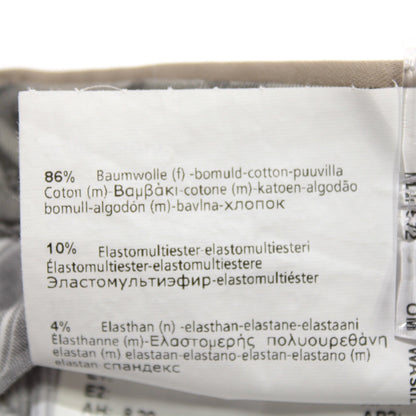 86% Baumwolle (f) -bomuld-cotton-puuvilla
Coton (m)-Βαμβάκι-cotone (m)-katoen-algodão
bomull-algodón (m)-bavlna-хлопок
10% Elastomultiester-elastomultiesteri
Élastomultiester-elastomultiestere
Эластомультиэфир-elastomultiéster
4% Elasthan (n) -elasthan-elastane-elastaani
Élasthanne (m)-Ελαστομερής πολυουρεθάνη
elastan (m) elastaan-elastano-elastan-elastano (m)
elastan спандекс